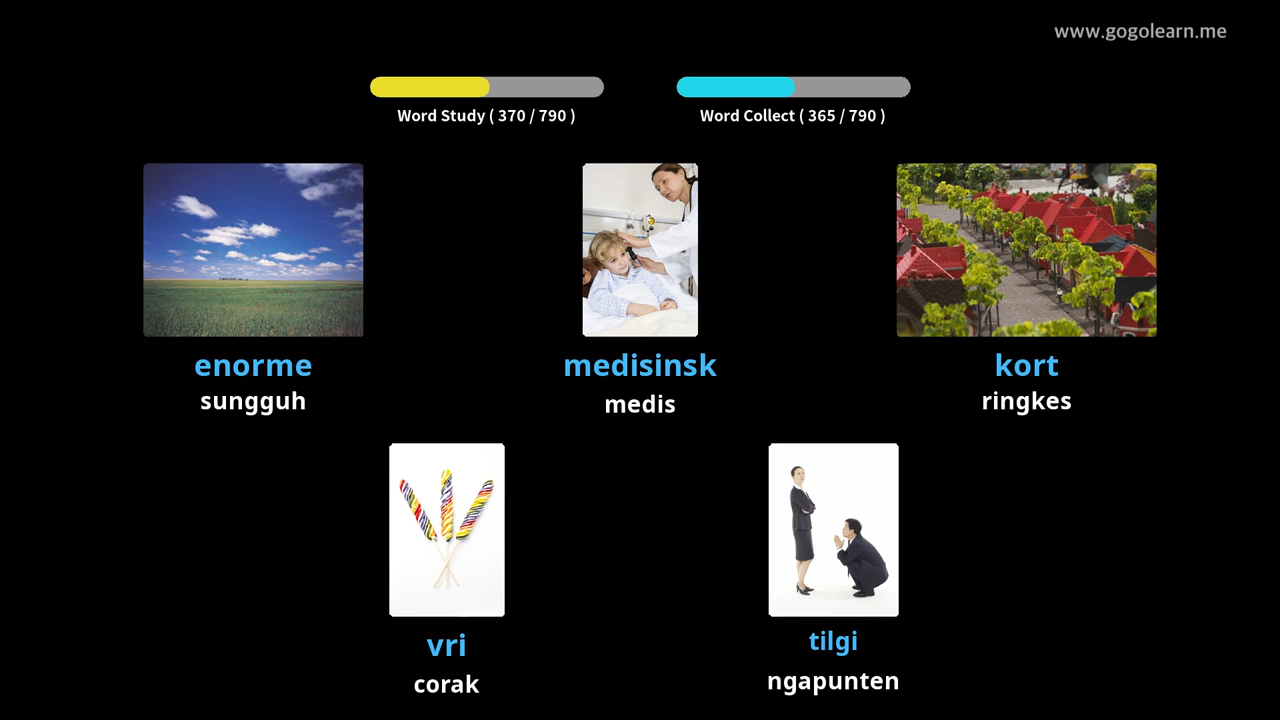 www.gogolearn.me
Word Study ( 370 / 790 )
Word Collect ( 365 / 790 )
enorme
sungguh
medisinsk
medis
kort
ringkes
vri
corak
tilgi
ngapunten